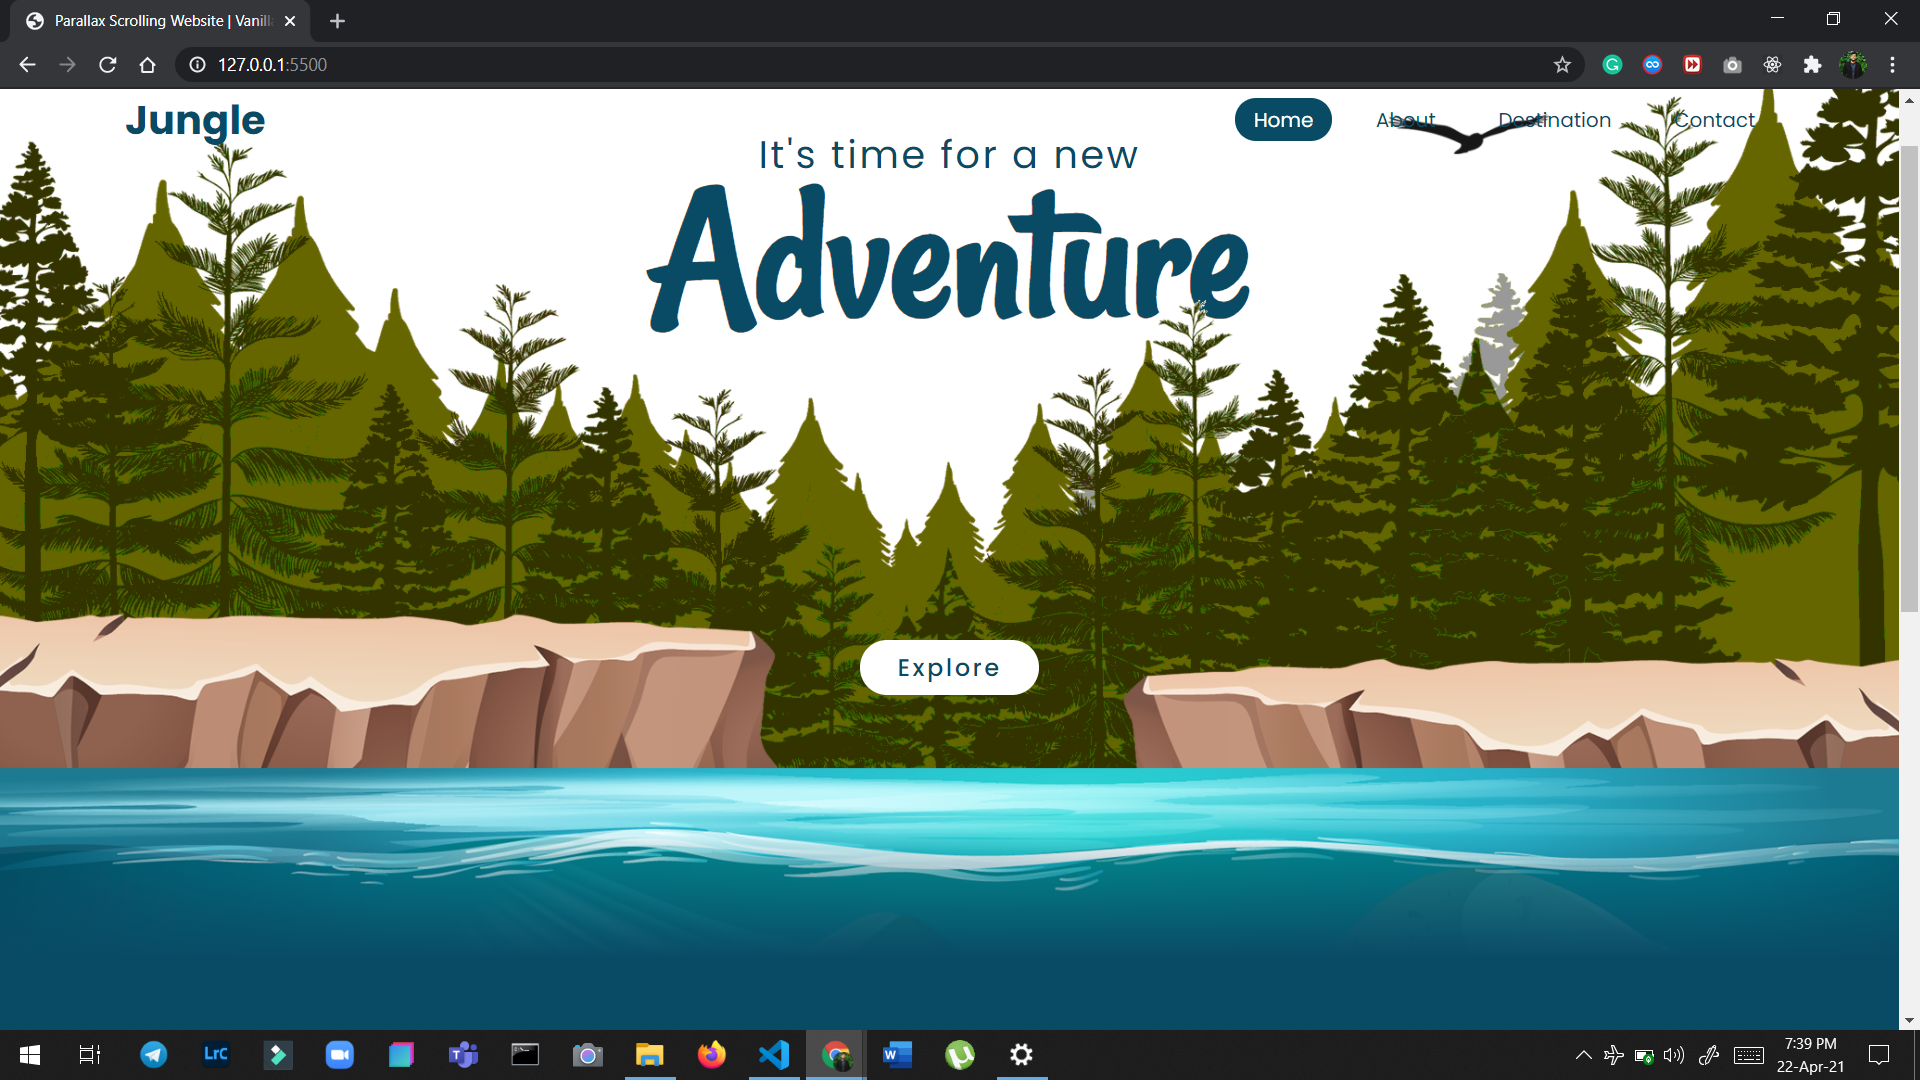 Parallax Scrolling Website | Vanill
127.0.0.1:5500
Jungle
Home
About
Destination
Contact
It's time for a new
Adventure
Explore
LrC
7:39 PM
22-Apr-21